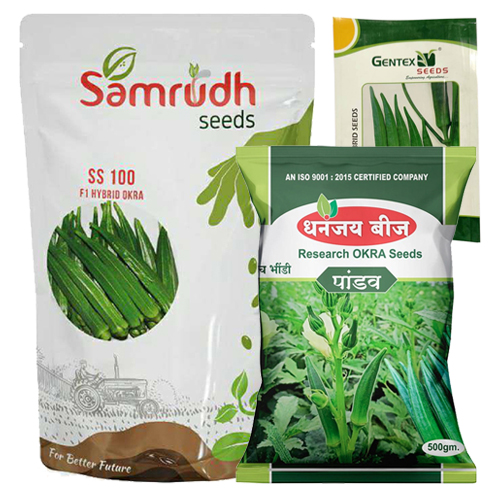 Samrudh
seeds
SS 100
F1 HYBRID OKRA
For Better Future
GENTEX
SEEDS
AN ISO 9001 : 2015 CERTIFIED COMPANY
धनजय बीज
Research OKRA Seeds
भींडी
पांडव
500gm.